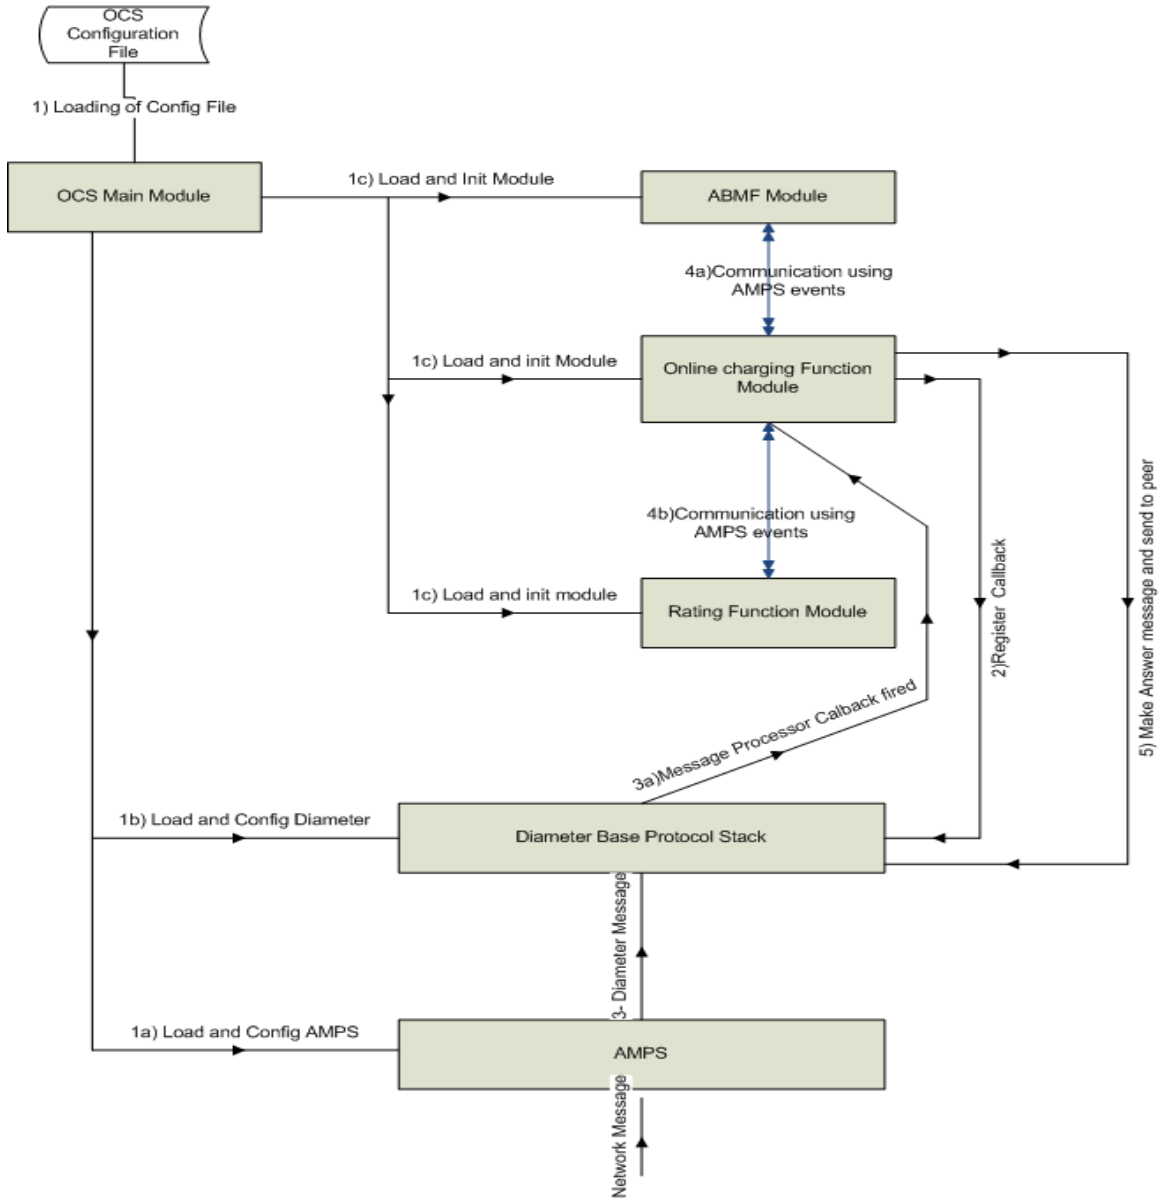 OCS
Configuration
File
1) Loading of Config File
OCS Main Module
1c) Load and Init Module
ABMF Module
4a)Communication using
AMPS events
1c) Load and init Module
Online charging Function
Module
4b)Communication using
AMPS events
1c) Load and init module
Rating Function Module
2)Register Callback
5) Make Answer message and send to peer
3a)Message Processor Calback fired
1b) Load and Config Diameter
Diameter Base Protocol Stack
3- Diameter Message
1a) Load and Config AMPS
AMPS
Network Message